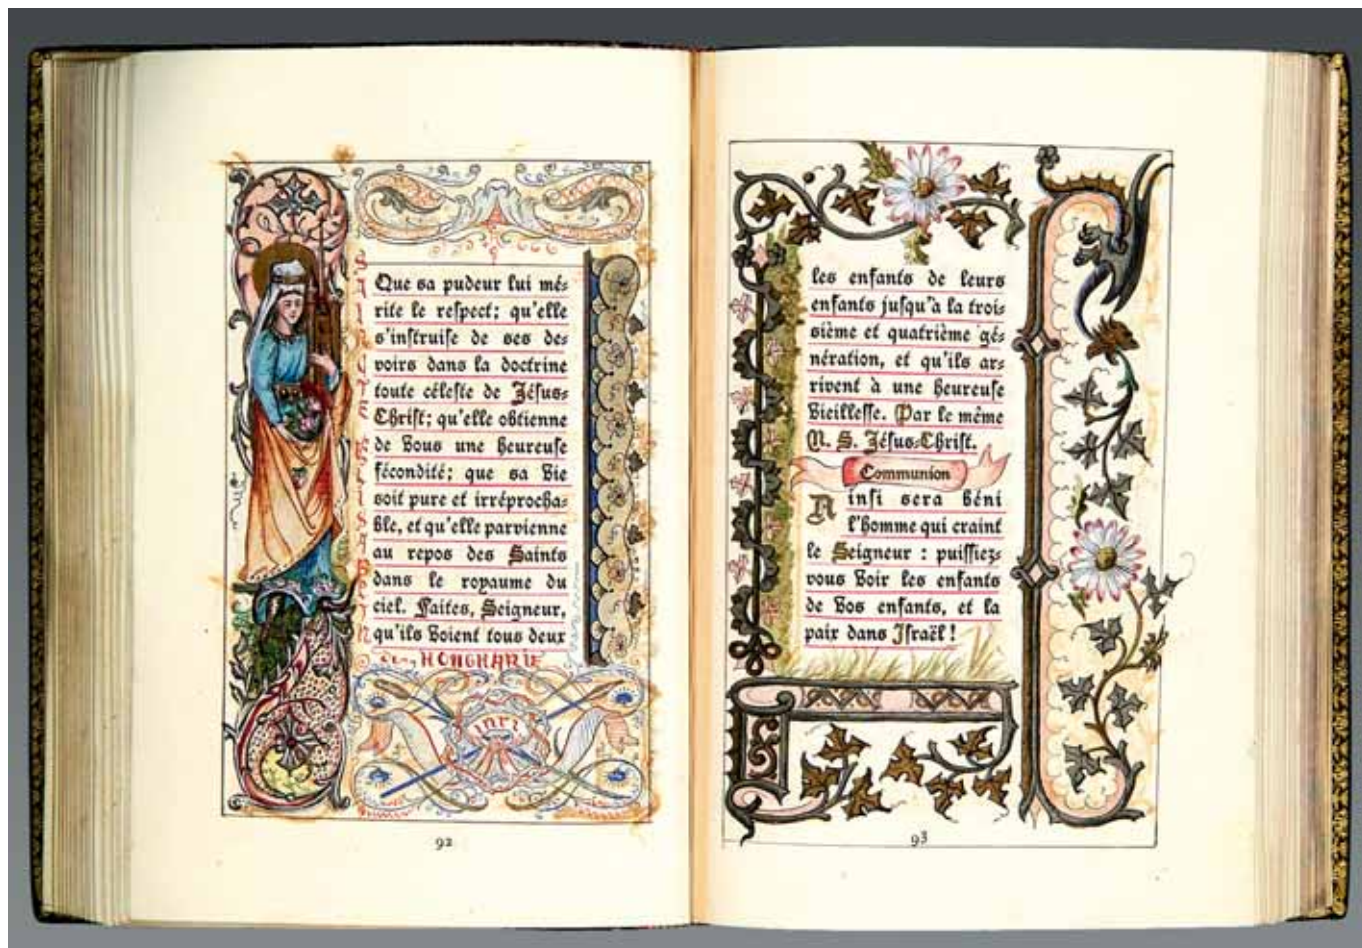 SAINCTE ELISABETH
Que sa pudeur lui mé-
rite le respect; qu'elle
s'instruise de ses de-
voirs dans la doctrine
toute céleste de Jésus-
Christ; qu'elle obtienne
de Vous une heureuse
fécondité; que sa Vie
soit pure et irréprocha-
ble, et qu'elle parvienne
au repos des Saints
dans le royaume du
ciel. Faites, Seigneur,
qu'ils Voient tous deux
HONGHARIE
INRI
92
les enfants de leurs
enfants jusqu'à la troi-
sième et quatrième gé-
nération, et qu'ils ar-
rivent à une heureuse
Vieillesse. Par le même
N. S. Jésus-Christ.
Communion
Ainsi sera béni
l'homme qui craint
le Seigneur : puissiez-
vous Voir les enfants
de Vos enfants, et la
paix dans Israël !
93